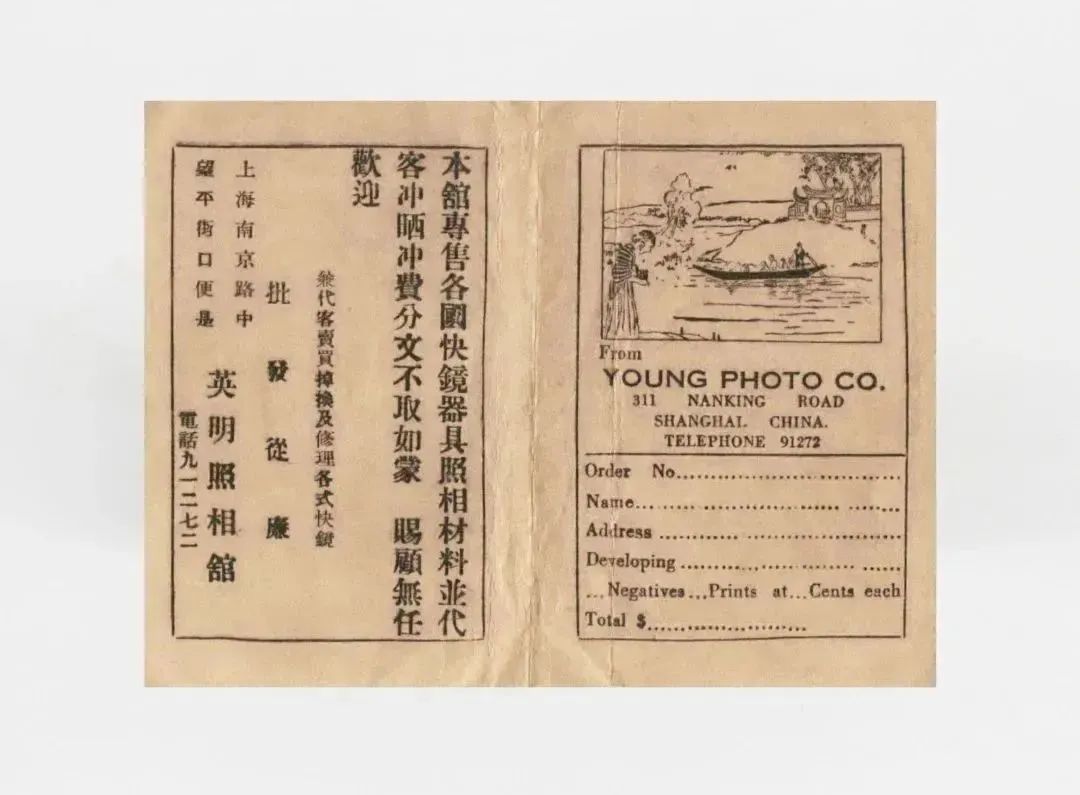 本舘專售各國快鏡器具照相材料並代
客冲晒冲費分文不取如蒙 賜顧無任
歡迎
兼代客賣買掉換及修理各式快鏡
批發從廉
上海南京路中
望平街口便是
英明照相舘
電話九一二七二
From
YOUNG PHOTO CO.
311 NANKING ROAD
SHANGHAI. CHINA.
TELEPHONE 91272
Order No.............................
Name..............................
Address ...........................
Developing .........................
...Negatives...Prints at...Cents each
Total $....................